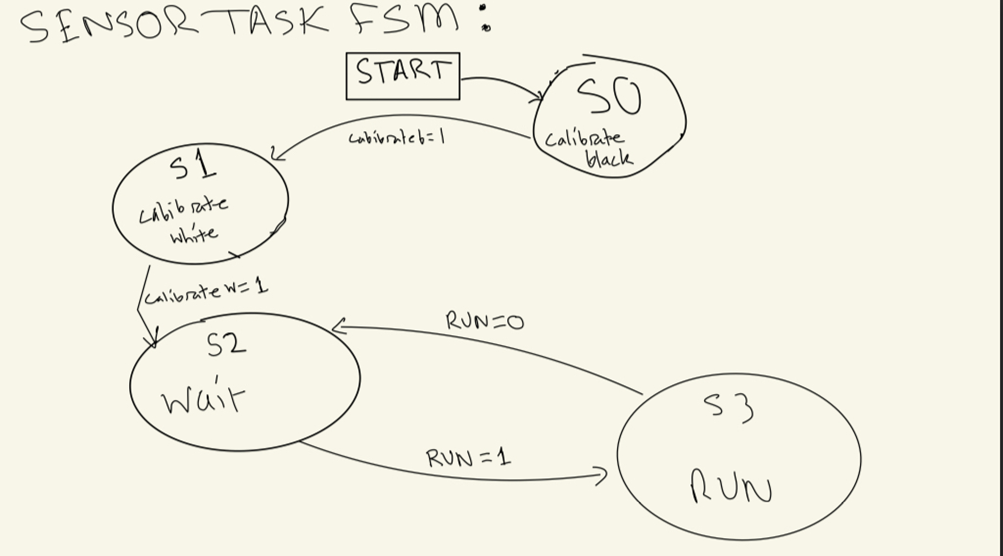 SENSOR TASK FSM:
START
S0
calibrate
black
calibrateb=1
S1
calibrate
white
calibrate w=1
S2
wait
RUN=0
RUN=1
S3
RUN